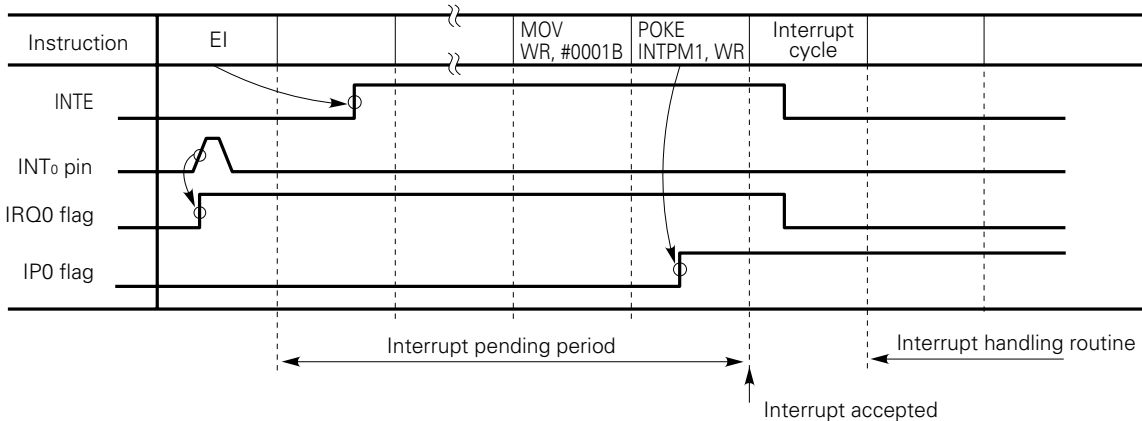 Instruction
EI
MOV
WR, #0001B
POKE
INTPM1, WR
Interrupt
cycle
INTE
INT₀ pin
IRQ0 flag
IP0 flag
Interrupt pending period
Interrupt handling routine
Interrupt accepted